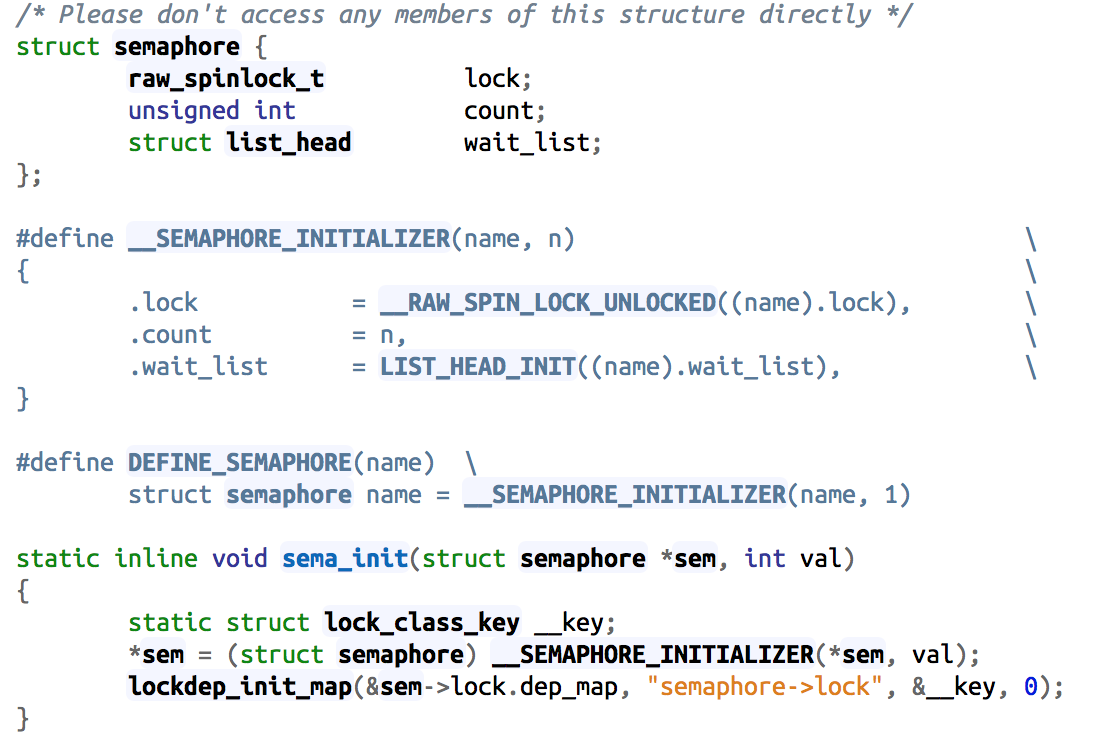 /* Please don't access any members of this structure directly */
struct semaphore {
        raw_spinlock_t          lock;
        unsigned int            count;
        struct list_head        wait_list;
};

#define __SEMAPHORE_INITIALIZER(name, n)                                \
{                                                                       \
        .lock           = __RAW_SPIN_LOCK_UNLOCKED((name).lock),        \
        .count          = n,                                            \
        .wait_list      = LIST_HEAD_INIT((name).wait_list),             \
}

#define DEFINE_SEMAPHORE(name)  \
        struct semaphore name = __SEMAPHORE_INITIALIZER(name, 1)

static inline void sema_init(struct semaphore *sem, int val)
{
        static struct lock_class_key __key;
        *sem = (struct semaphore) __SEMAPHORE_INITIALIZER(*sem, val);
        lockdep_init_map(&sem->lock.dep_map, "semaphore->lock", &__key, 0);
}